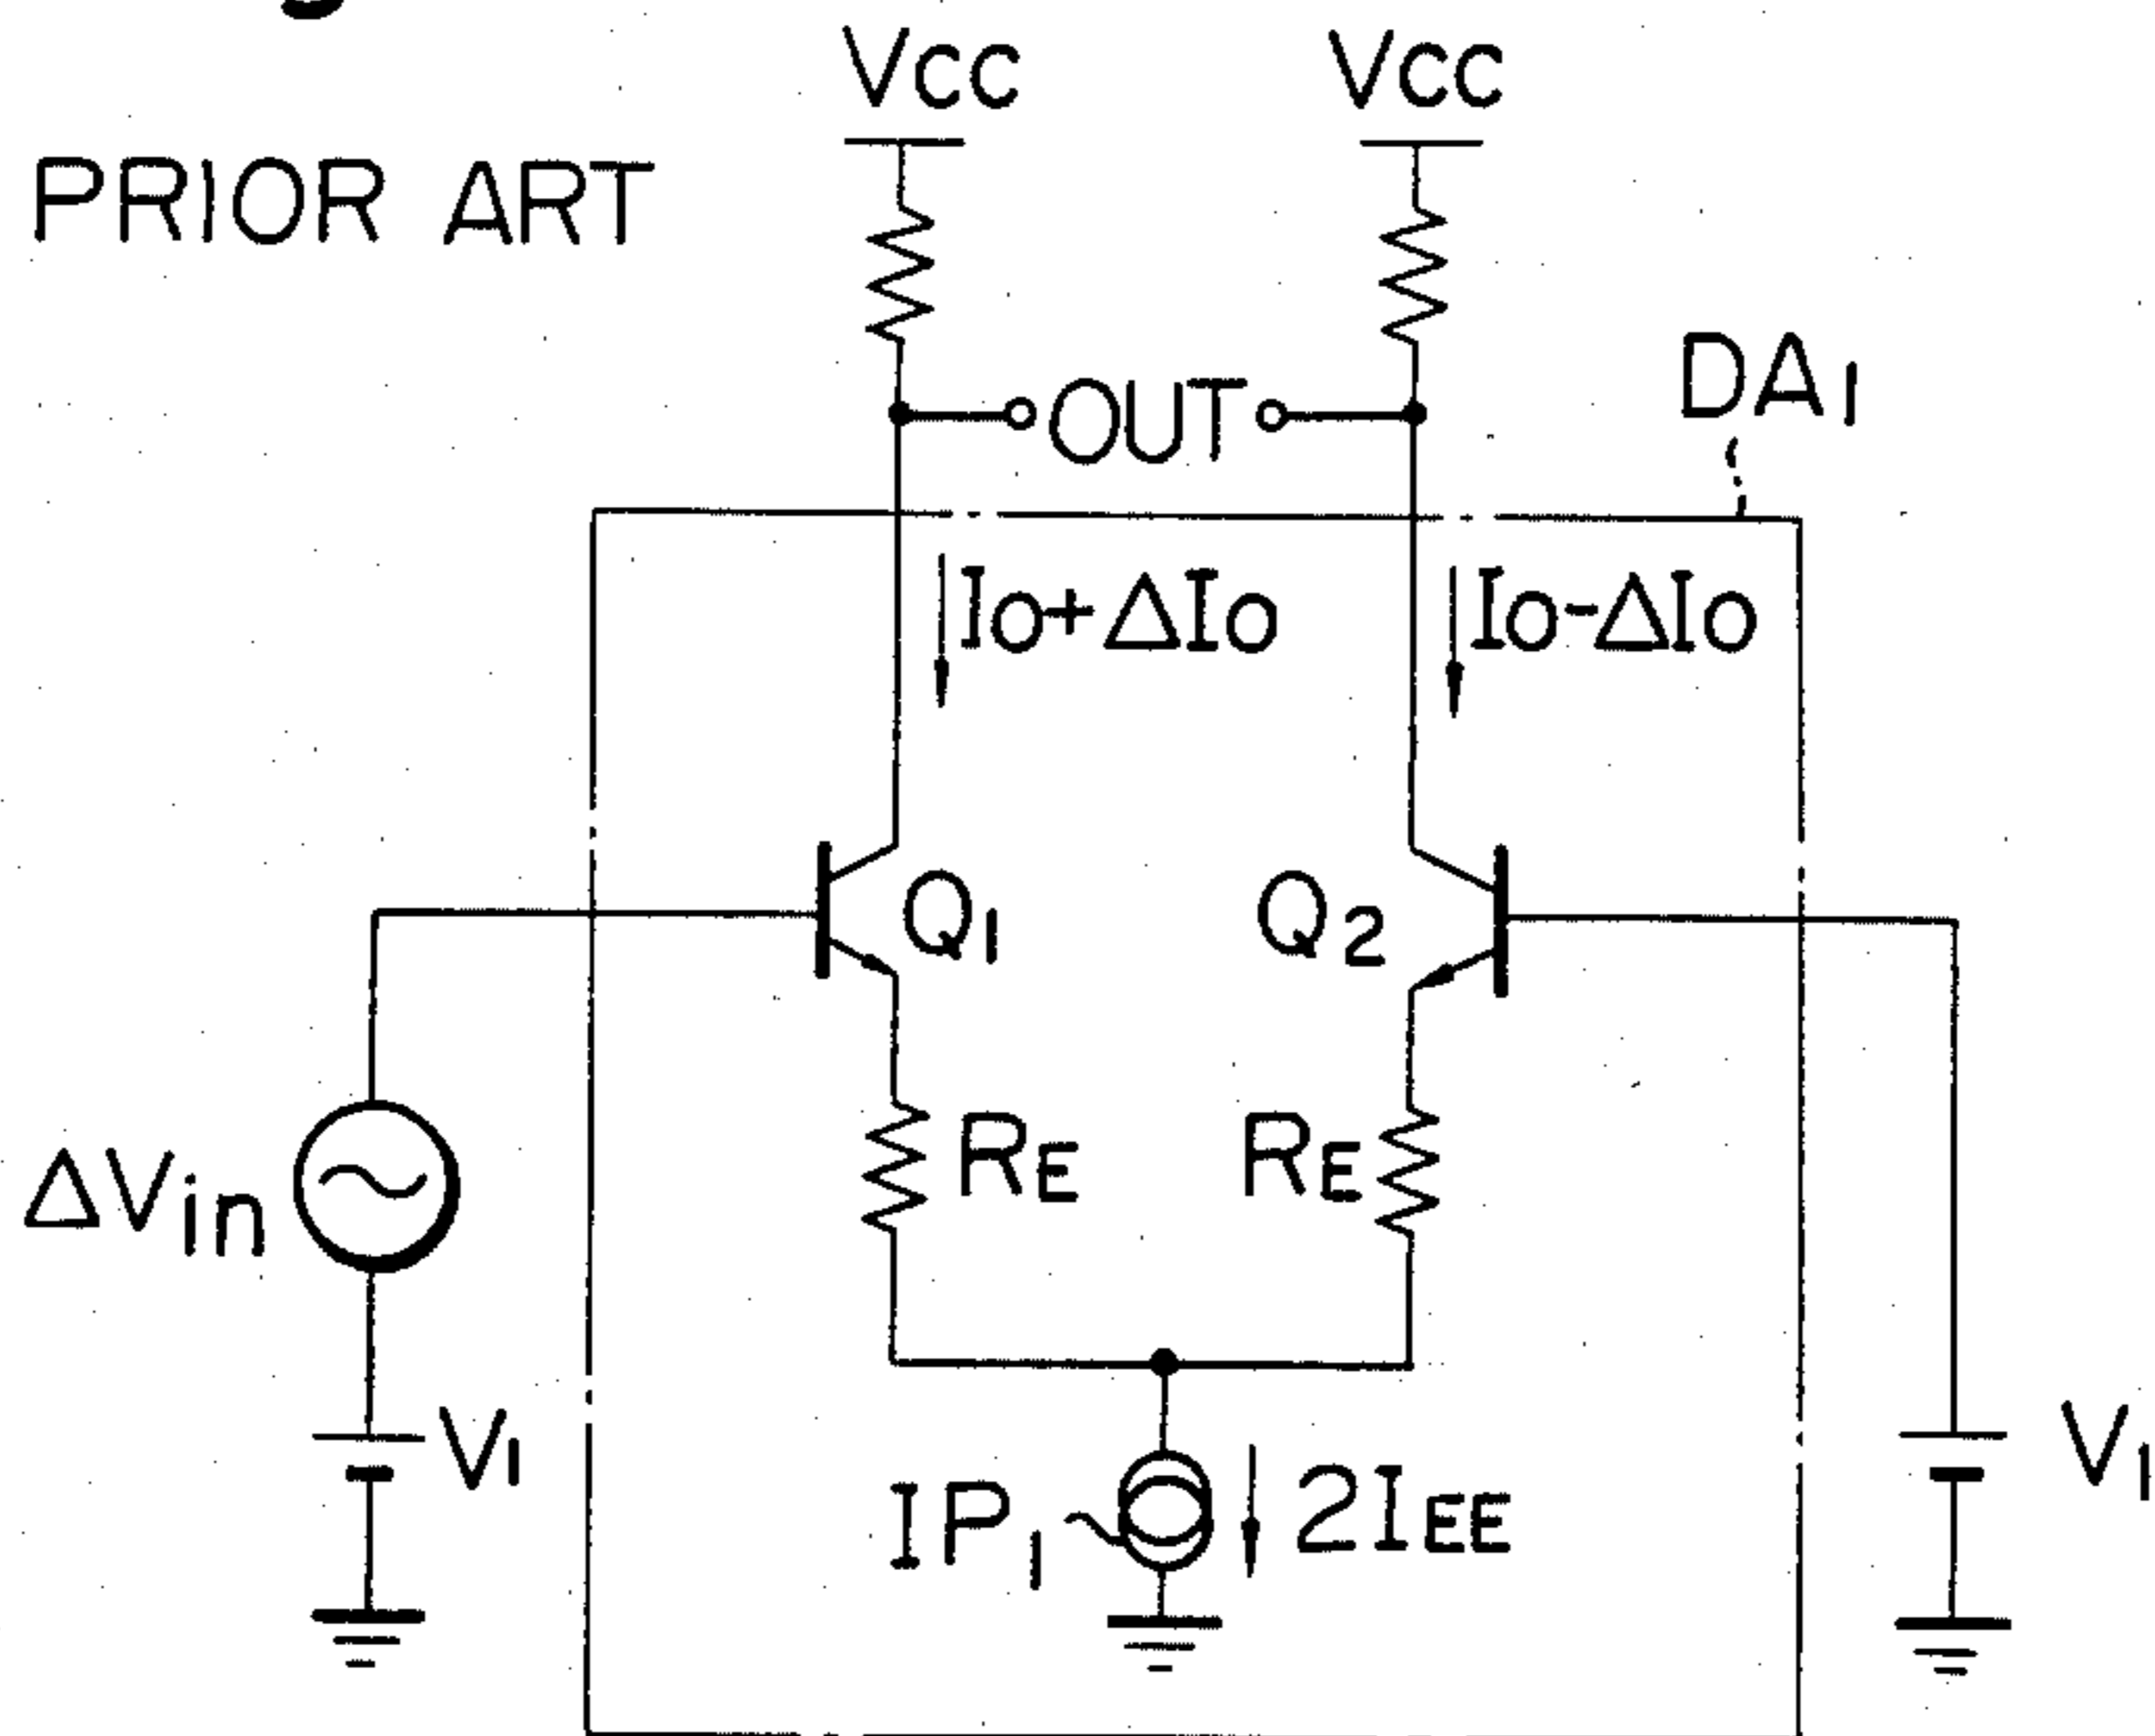 VCC
VCC
PRIOR ART
OUT
DA1
Io+ΔIo
Io-ΔIo
Q1
Q2
ΔVin
RE
RE
V1
IP1
2IEE
V1